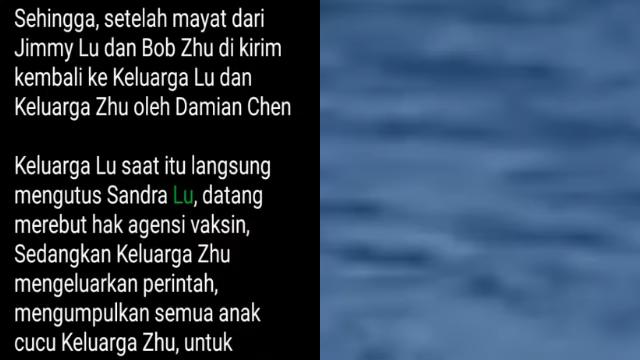 Sehingga, setelah mayat dari
Jimmy Lu dan Bob Zhu di kirim
kembali ke Keluarga Lu dan
Keluarga Zhu oleh Damian Chen
Keluarga Lu saat itu langsung
mengutus Sandra Lu, datang
merebut hak agensi vaksin,
Sedangkan Keluarga Zhu
mengeluarkan perintah,
mengumpulkan semua anak
cucu Keluarga Zhu, untuk